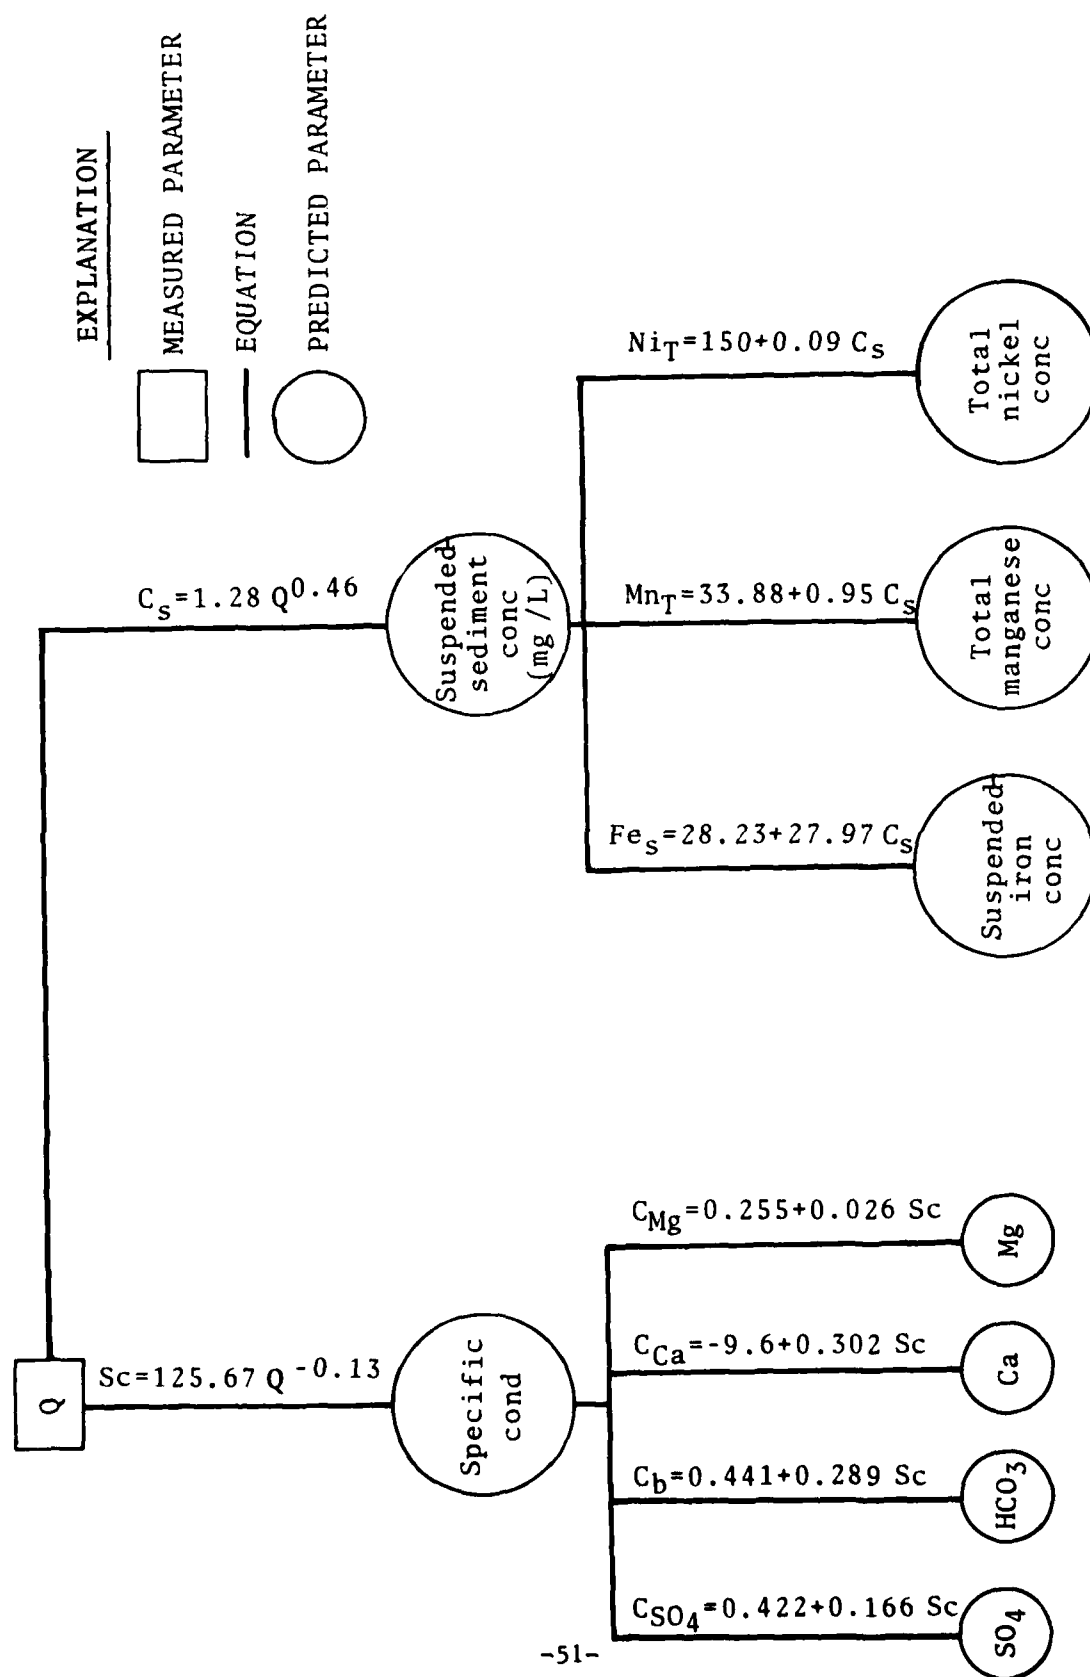 EXPLANATION
MEASURED PARAMETER
EQUATION
PREDICTED PARAMETER
Q
Sc=125.67 Q^-0.13
C_s=1.28 Q^0.46
Specific
cond
Suspended-
sediment
conc
(mg/L)
C_SO4=0.422+0.166 Sc
C_b=0.441+0.289 Sc
C_Ca=-9.6+0.302 Sc
C_Mg=0.255+0.026 Sc
Fe_s=28.23+27.97 C_s
Mn_T=33.88+0.95 C_s
Ni_T=150+0.09 C_s
SO4
HCO3
Ca
Mg
Suspended-
iron
conc
Total
manganese
conc
Total
nickel
conc
-51-